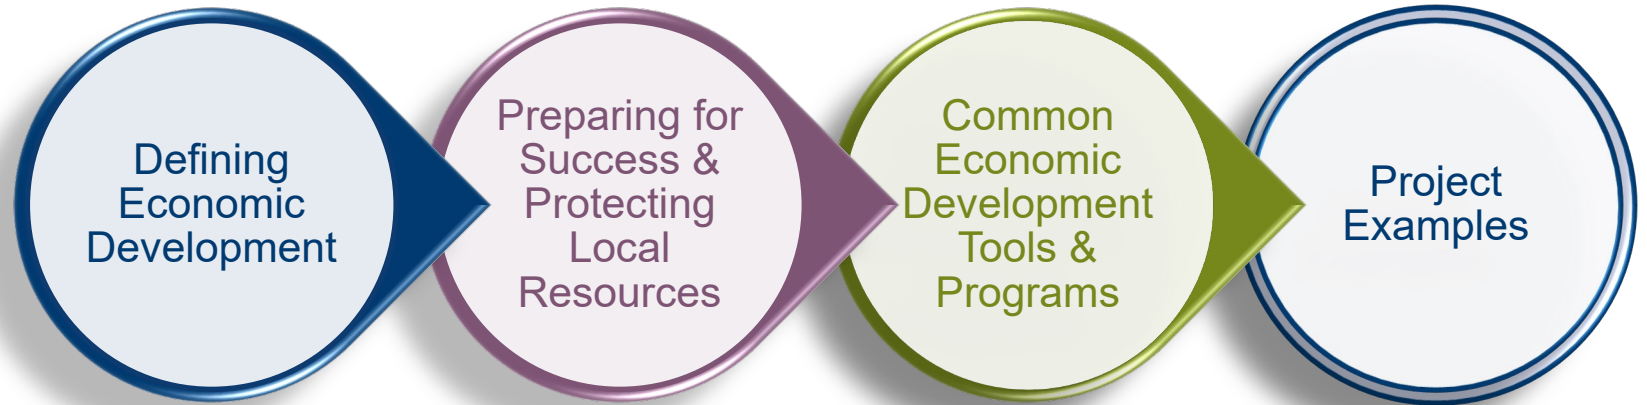 Defining
Economic
Development
Preparing for
Success &
Protecting
Local
Resources
Common
Economic
Development
Tools &
Programs
Project
Examples